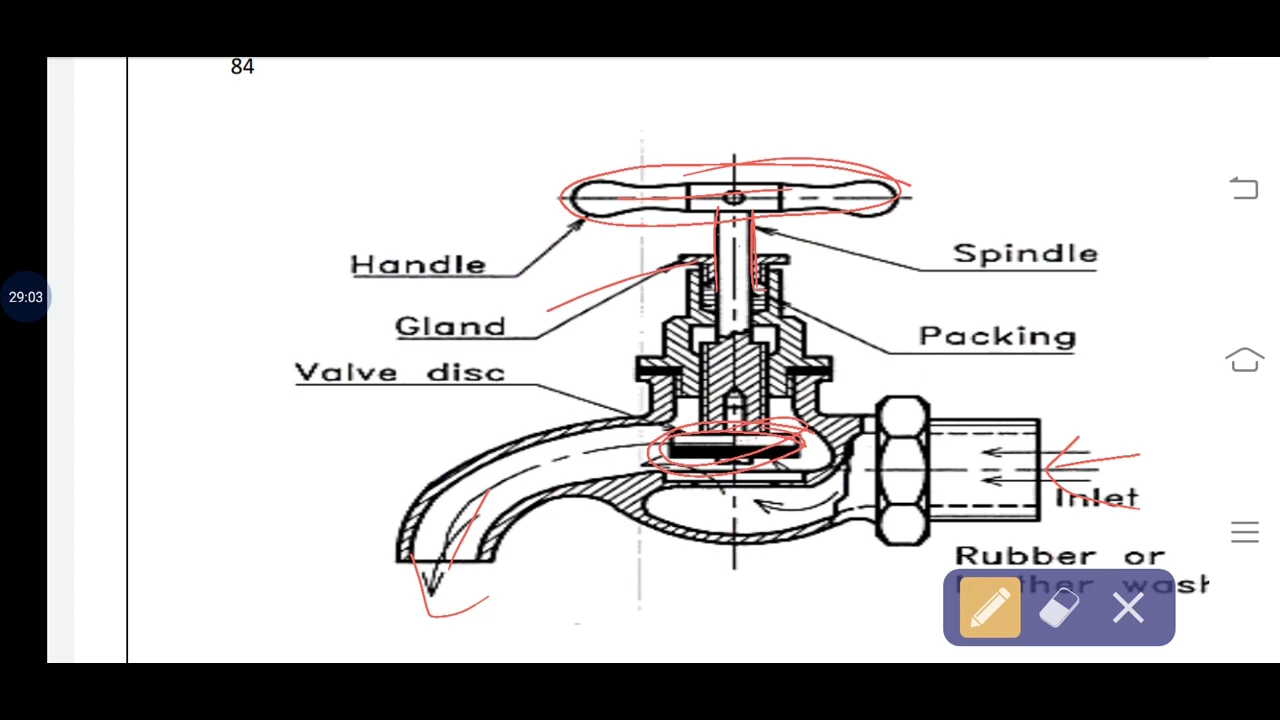 84
Handle
Spindle
Gland
Packing
Valve disc
29:03
Inlet
Rubber or